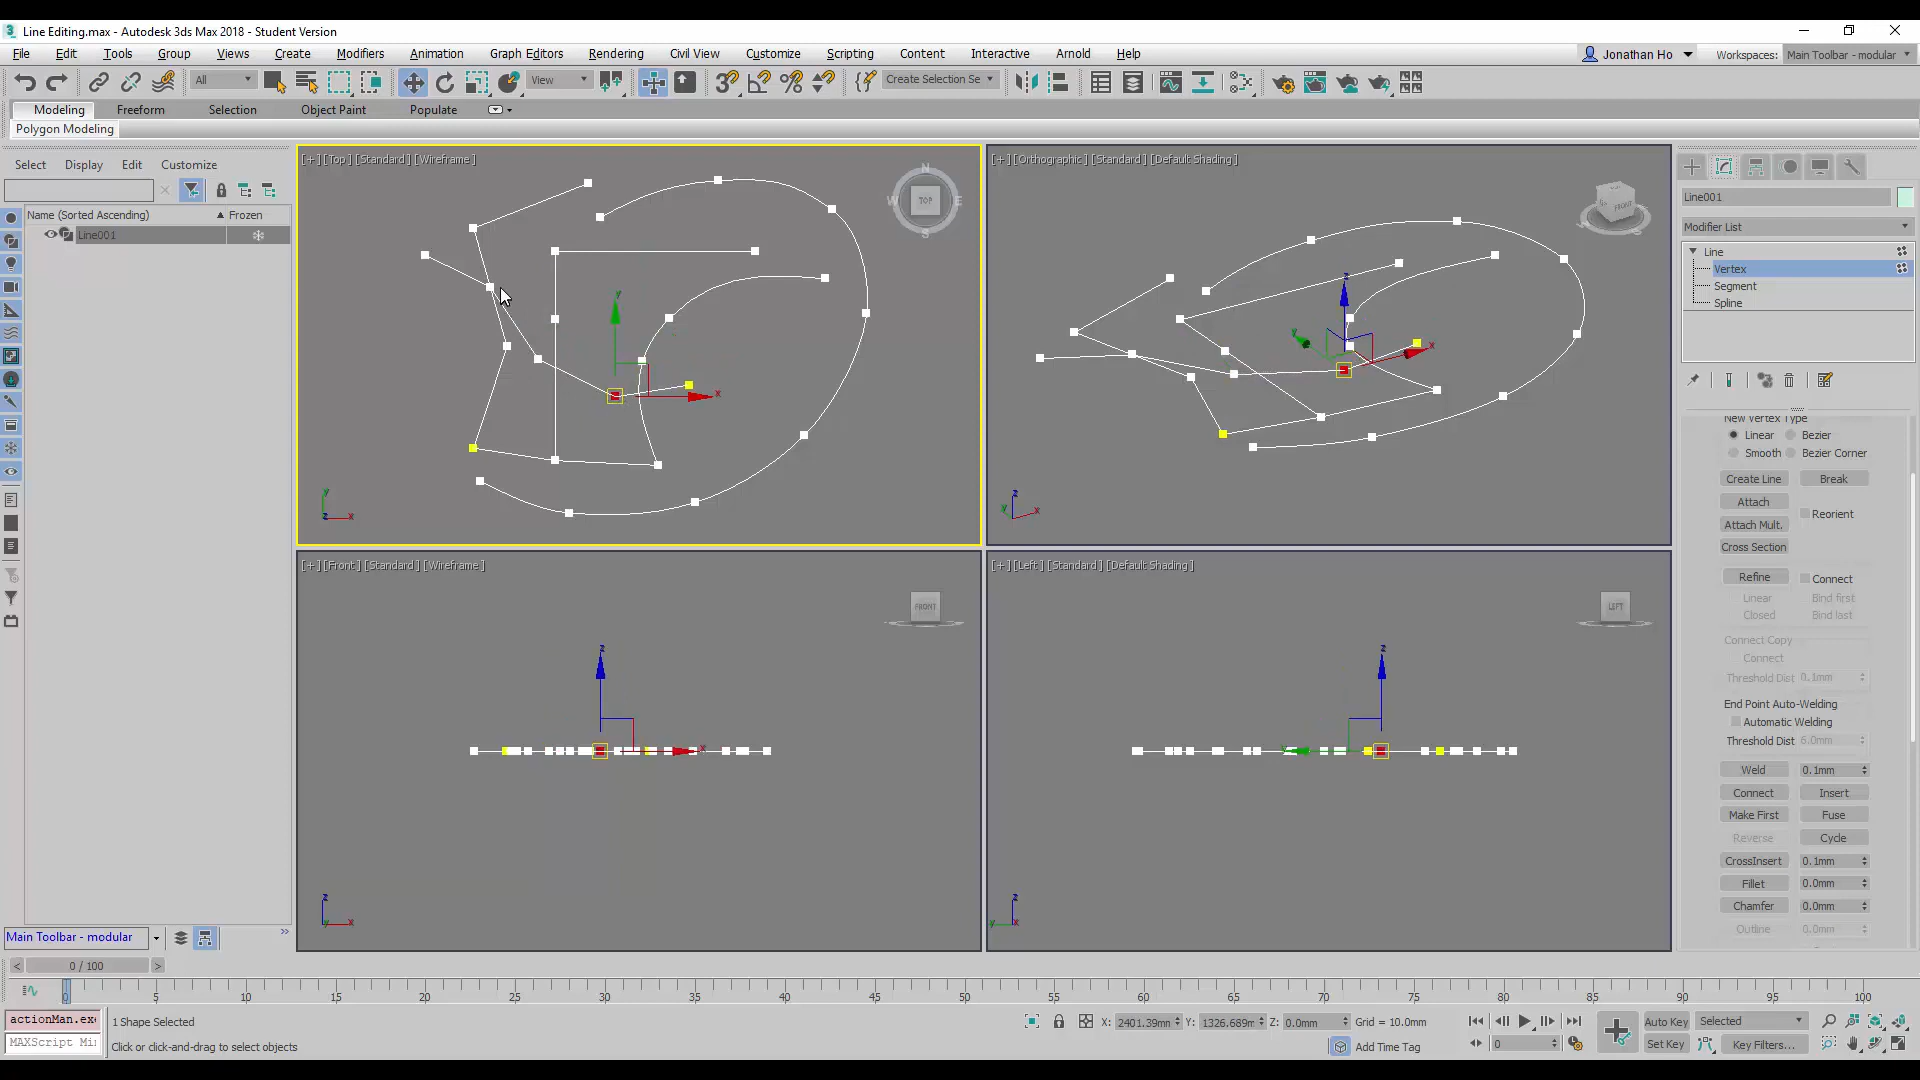 Line Editing.max - Autodesk 3ds Max 2018 - Student Version
File Edit Tools Group Views Create Modifiers Animation Graph Editors Rendering Civil View Customize Scripting Content Interactive Arnold Help Jonathan Ho Workspaces: Main Toolbar - modular
All View Create Selection Se
Modeling Freeform Selection Object Paint Populate
Polygon Modeling
Select Display Edit Customize
Name (Sorted Ascending) Frozen
Line001
[+] [Top] [Standard] [Wireframe]
N W E S TOP
y x
y z x
[+] [Orthographic] [Standard] [Default Shading]
FRONT
z y x
z y x
[+] [Front] [Standard] [Wireframe]
FRONT
z x
z y x
[+] [Left] [Standard] [Default Shading]
LEFT
z
z y x
Line001
Modifier List
Line
Vertex
Segment
Spline
New Vertex Type
Linear Bezier
Smooth Bezier Corner
Create Line Break
Attach
Reorient
Attach Mult.
Cross Section
Refine Connect
Linear Bind first
Closed Bind last
Connect Copy
Connect
Threshold Dist 0.1mm
End Point Auto-Welding
Automatic Welding
Threshold Dist 6.0mm
Weld 0.1mm
Connect Insert
Make First Fuse
Reverse Cycle
CrossInsert 0.1mm
Fillet 0.0mm
Chamfer 0.0mm
Outline 0.0mm
Main Toolbar - modular
< 0 / 100 >
0 5 10 15 20 25 30 35 40 45 50 55 60 65 70 75 80 85 90 95 100
actionMan.exe 1 Shape Selected X: 2401.39mm Y: 1326.689m Z: 0.0mm Grid = 10.0mm Auto Key Selected
MAXScript Mi Click or click-and-drag to select objects Add Time Tag 0 Set Key Key Filters...